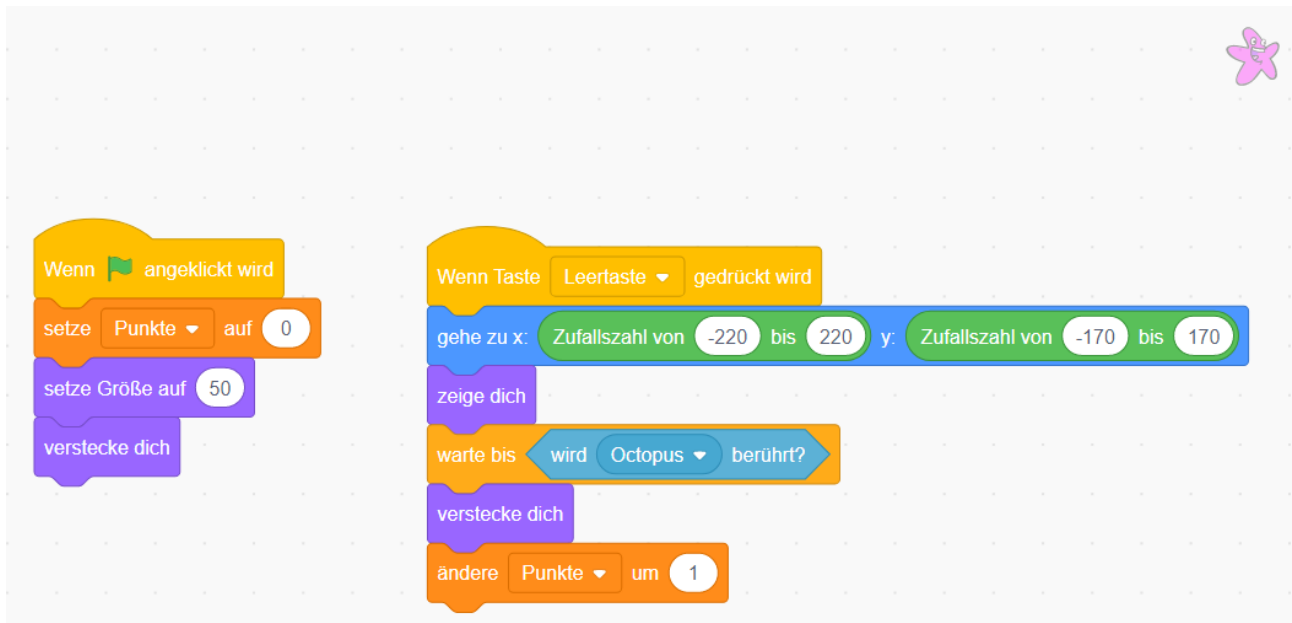 Wenn angeklickt wird
setze Punkte auf 0
setze Größe auf 50
verstecke dich
Wenn Taste Leertaste gedrückt wird
gehe zu x: Zufallszahl von -220 bis 220 y: Zufallszahl von -170 bis 170
zeige dich
warte bis wird Octopus berührt?
verstecke dich
ändere Punkte um 1